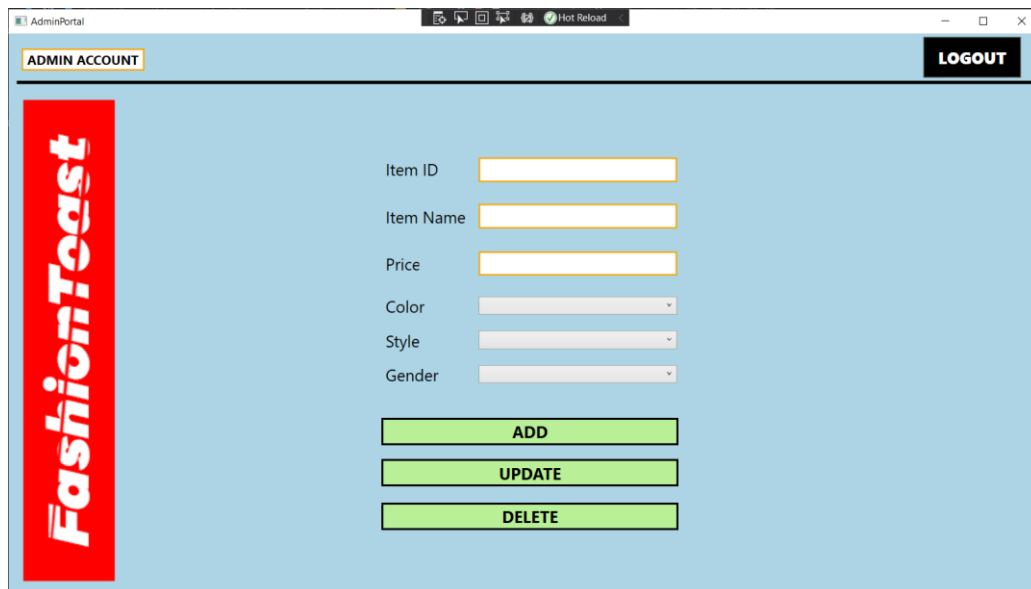 AdminPortal
Hot Reload
ADMIN ACCOUNT
LOGOUT
FashionToast
Item ID
Item Name
Price
Color
Style
Gender
ADD
UPDATE
DELETE